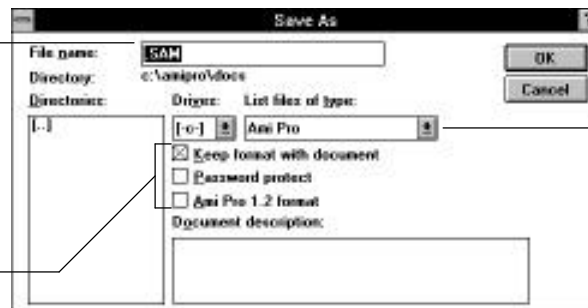 Save As
File name: .SAM
OK
Directory: c:\amipro\docs
Cancel
Directories: Drives: List files of type:
[..] [-c-] Ami Pro
Keep format with document
Password protect
Ami Pro 1.2 format
Document description: